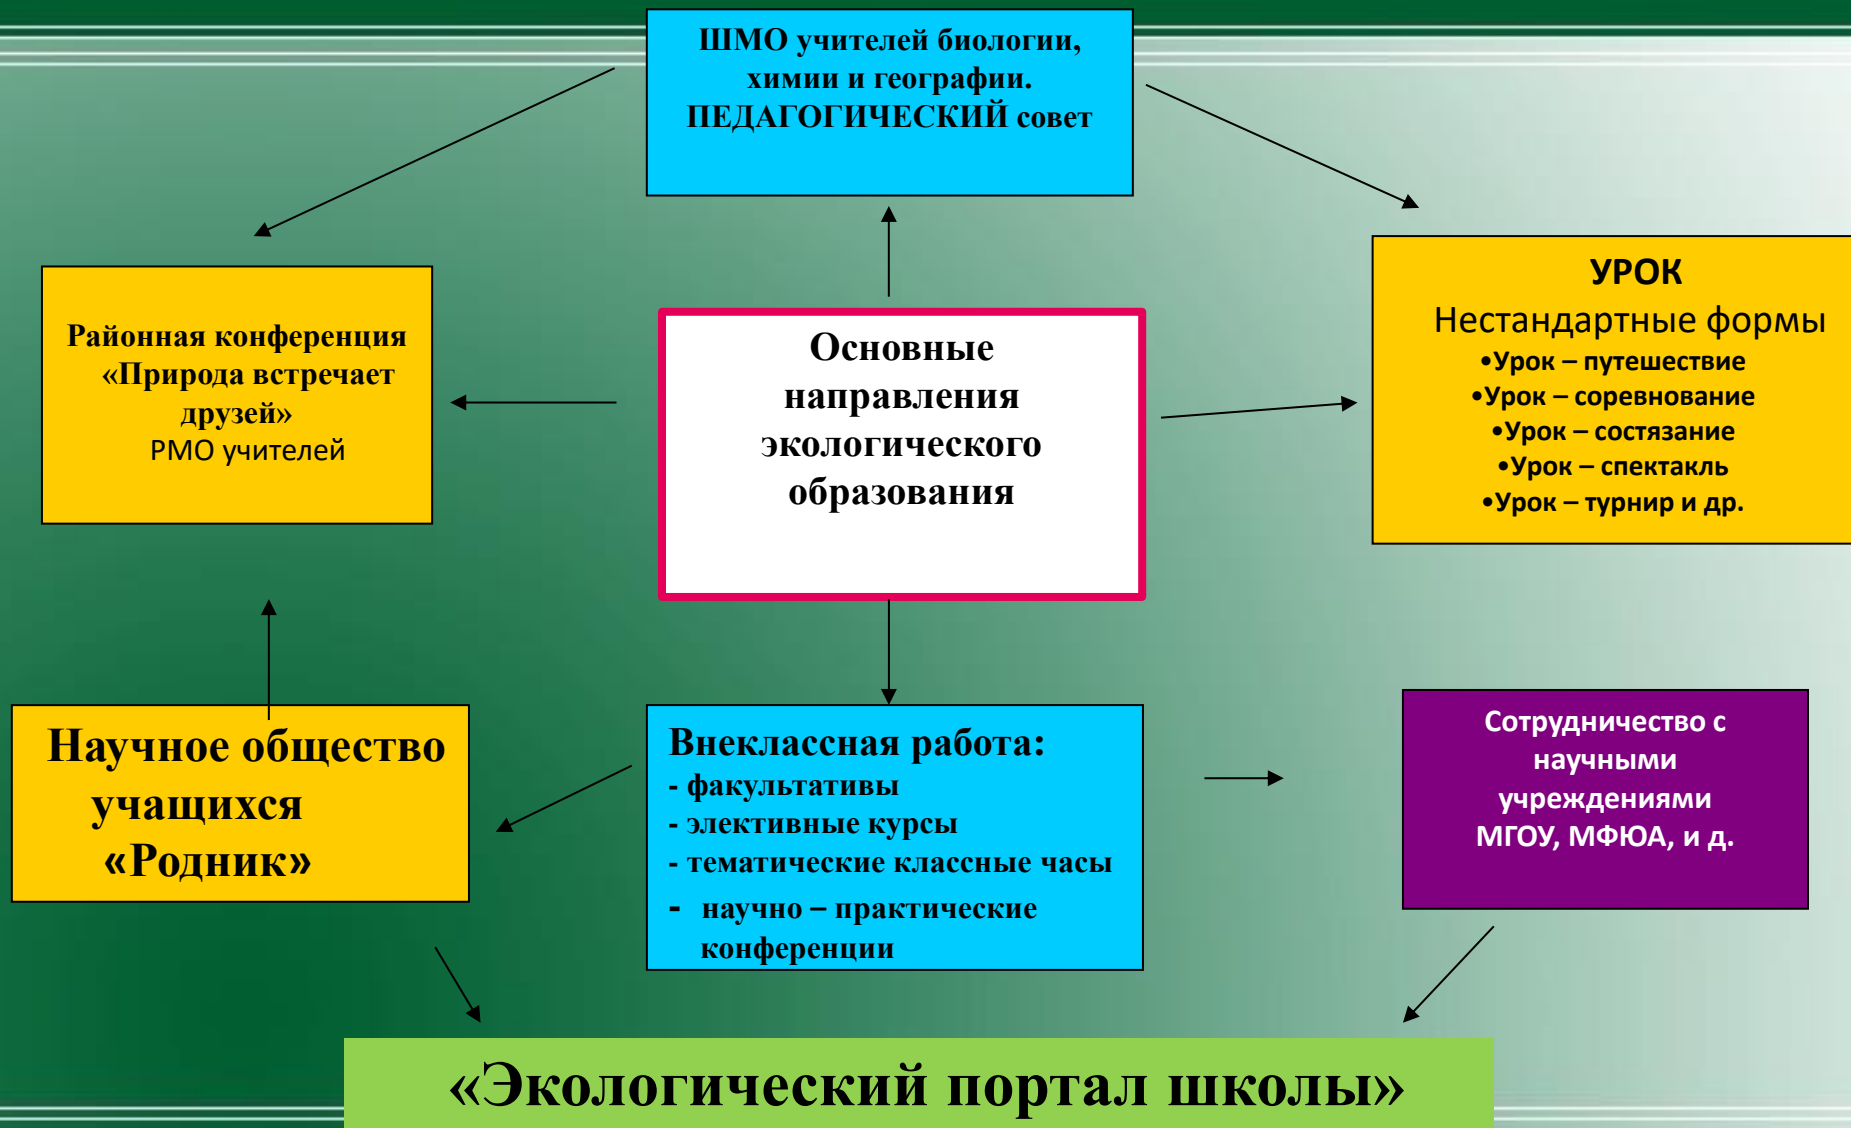 ШМО учителей биологии,
химии и географии.
ПЕДАГОГИЧЕСКИЙ совет
Районная конференция
«Природа встречает
друзей»
РМО учителей
Основные
направления
экологического
образования
УРОК
Нестандартные формы
•Урок – путешествие
•Урок – соревнование
•Урок – состязание
•Урок – спектакль
•Урок – турнир и др.
Научное общество
учащихся
«Родник»
Внеклассная работа:
- факультативы
- элективные курсы
- тематические классные часы
- научно – практические
конференции
Сотрудничество с
научными
учреждениями
МГОУ, МФЮА, и д.
«Экологический портал школы»